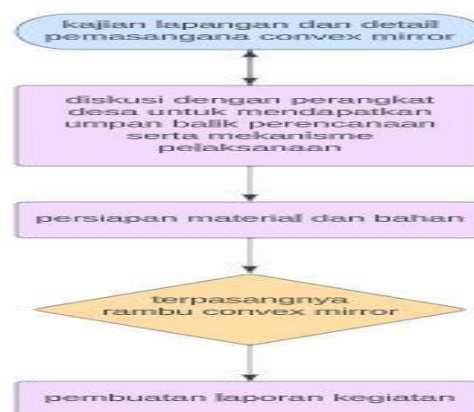 kajian lapangan dan detail
pemasangana convex mirror
diskusi dengan perangkat
desa untuk mendapatkan
umpan balik perencanaan
serta mekanisme
pelaksanaan
persiapan material dan bahan
terpasangnya
rambu convex mirror
pembuatan laporan kegiatan